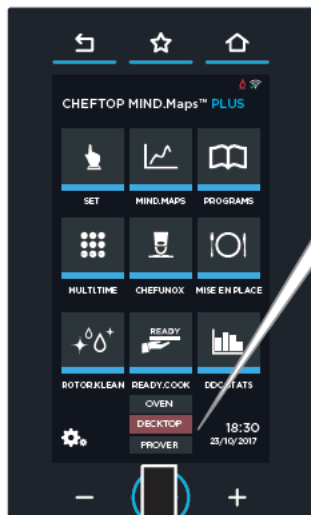 CHEFTOP MIND.Maps™ PLUS
SET MIND.MAPS PROGRAMS
MULTI.TIME CHEFUNOX MISE EN PLACE
READY
ROTOR.KLEAN READY.COOK DDC.STATS
OVEN
DECKTOP
PROVER
18:30
23/10/2017